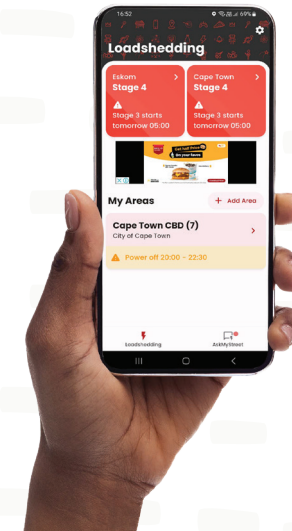 16:52
69%
Loadshedding
Eskom
Stage 4
Stage 3 starts
tomorrow 05:00
Cape Town
Stage 4
Stage 3 starts
tomorrow 05:00
My Areas
+ Add Area
Cape Town CBD (7)
City of Cape Town
Power off 20:00 – 22:30
Loadshedding
AskMyStreet